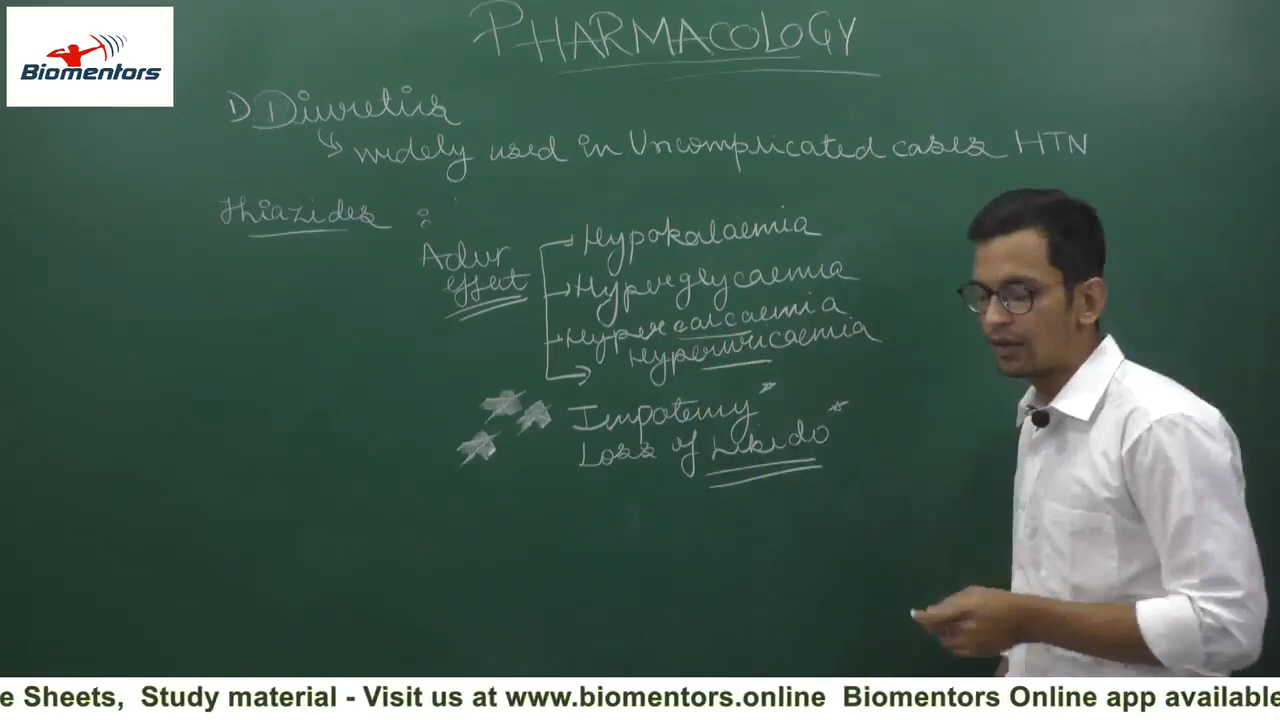 PHARMACOLOGY
Biomentors
1) Diuretics
widely used in Uncomplicated cases HTN
Thiazides :
Advr
effect
Hypokalaemia
Hyperglycaemia
Hypercalcaemia
Hyperuricaemia
Impotency
Loss of Libido
e Sheets, Study material - Visit us at www.biomentors.online Biomentors Online app available